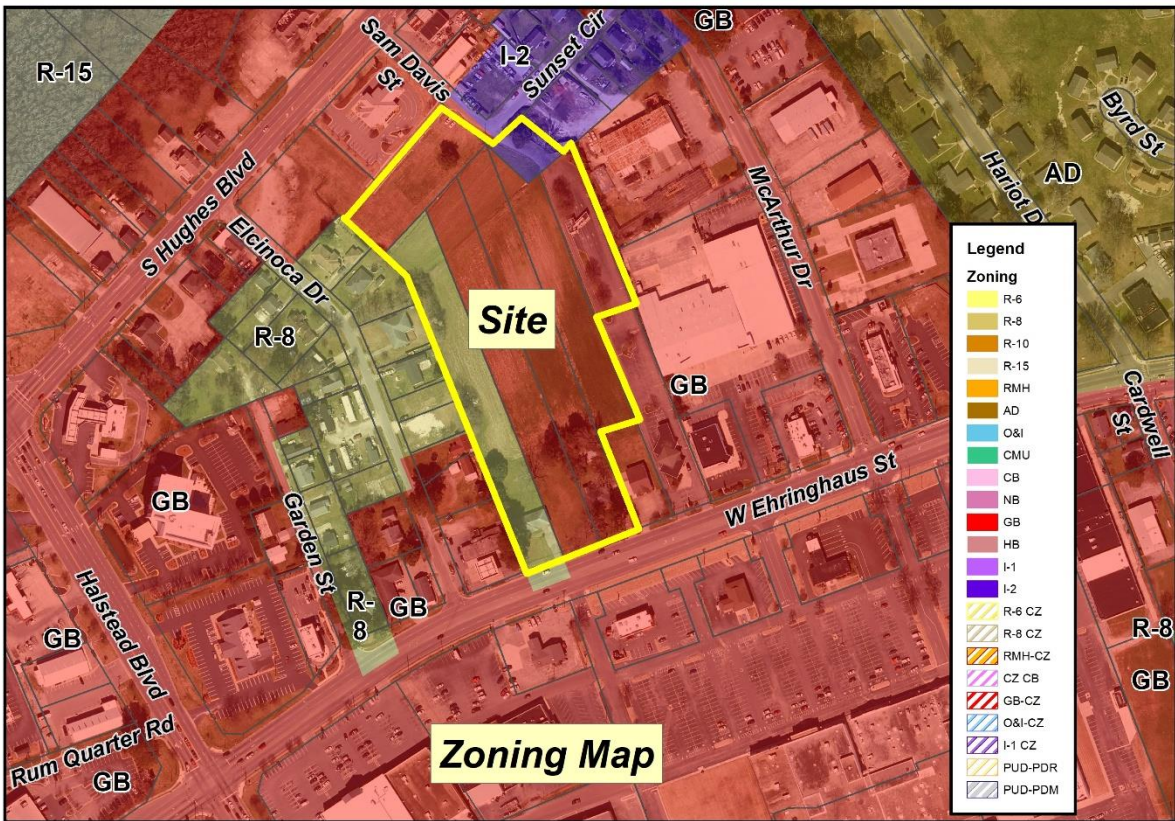 GB
Sam Davis
St
I-2
Sunset Cir
R-15
Byrd St
S Hughes Blvd
Hariot D
AD
McArthur Dr
Elcinoca Dr
Site
R-8
GB
Cardwell
St
W Ehringhaus St
GB
Garden St
Halstead Blvd
R-
8
GB
GB
R-8
GB
Rum Quarter Rd
GB
Zoning Map
Legend
Zoning
R-6
R-8
R-10
R-15
RMH
AD
O&I
CMU
CB
NB
GB
HB
I-1
I-2
R-6 CZ
R-8 CZ
RMH-CZ
CZ CB
GB-CZ
O&I-CZ
I-1 CZ
PUD-PDR
PUD-PDM